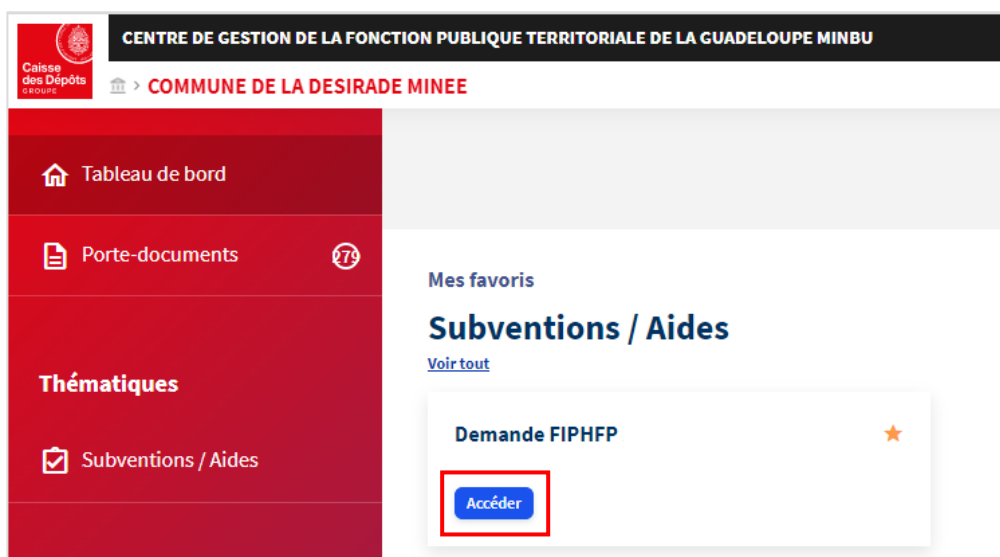 CENTRE DE GESTION DE LA FONCTION PUBLIQUE TERRITORIALE DE LA GUADELOUPE MINBU
Caisse
des Dépôts
GROUPE
> COMMUNE DE LA DESIRADE MINEE
Tableau de bord
Porte-documents 279
Thématiques
Subventions / Aides
Mes favoris
Subventions / Aides
Voir tout
Demande FIPHFP
Accéder